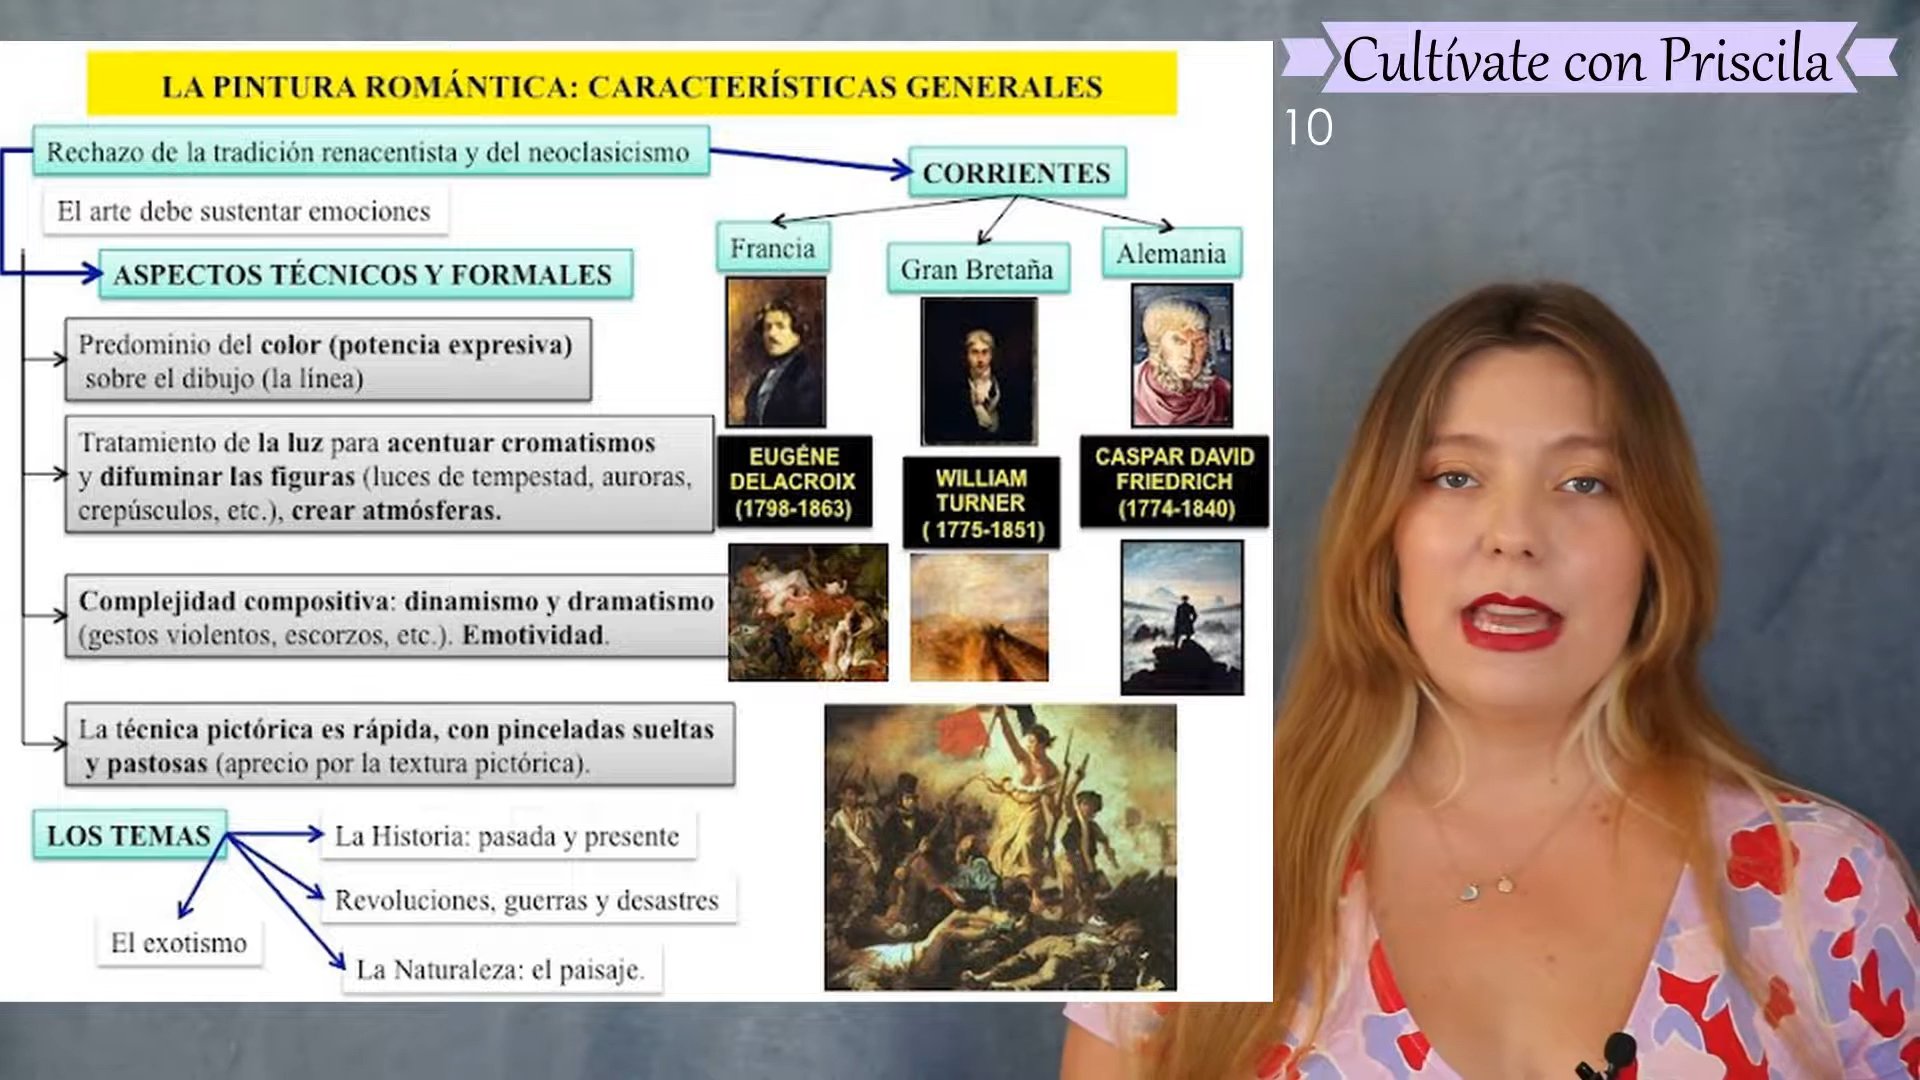 Cultívate con Priscila
10
LA PINTURA ROMÁNTICA: CARACTERÍSTICAS GENERALES
Rechazo de la tradición renacentista y del neoclasicismo
El arte debe sustentar emociones
ASPECTOS TÉCNICOS Y FORMALES
Predominio del color (potencia expresiva)
sobre el dibujo (la línea)
Tratamiento de la luz para acentuar cromatismos
y difuminar las figuras (luces de tempestad, auroras,
crepúsculos, etc.), crear atmósferas.
Complejidad compositiva: dinamismo y dramatismo
(gestos violentos, escorzos, etc.). Emotividad.
La técnica pictórica es rápida, con pinceladas sueltas
y pastosas (aprecio por la textura pictórica).
LOS TEMAS
La Historia: pasada y presente
Revoluciones, guerras y desastres
El exotismo
La Naturaleza: el paisaje.
CORRIENTES
Francia
Gran Bretaña
Alemania
EUGÉNE
DELACROIX
(1798-1863)
WILLIAM
TURNER
( 1775-1851)
CASPAR DAVID
FRIEDRICH
(1774-1840)